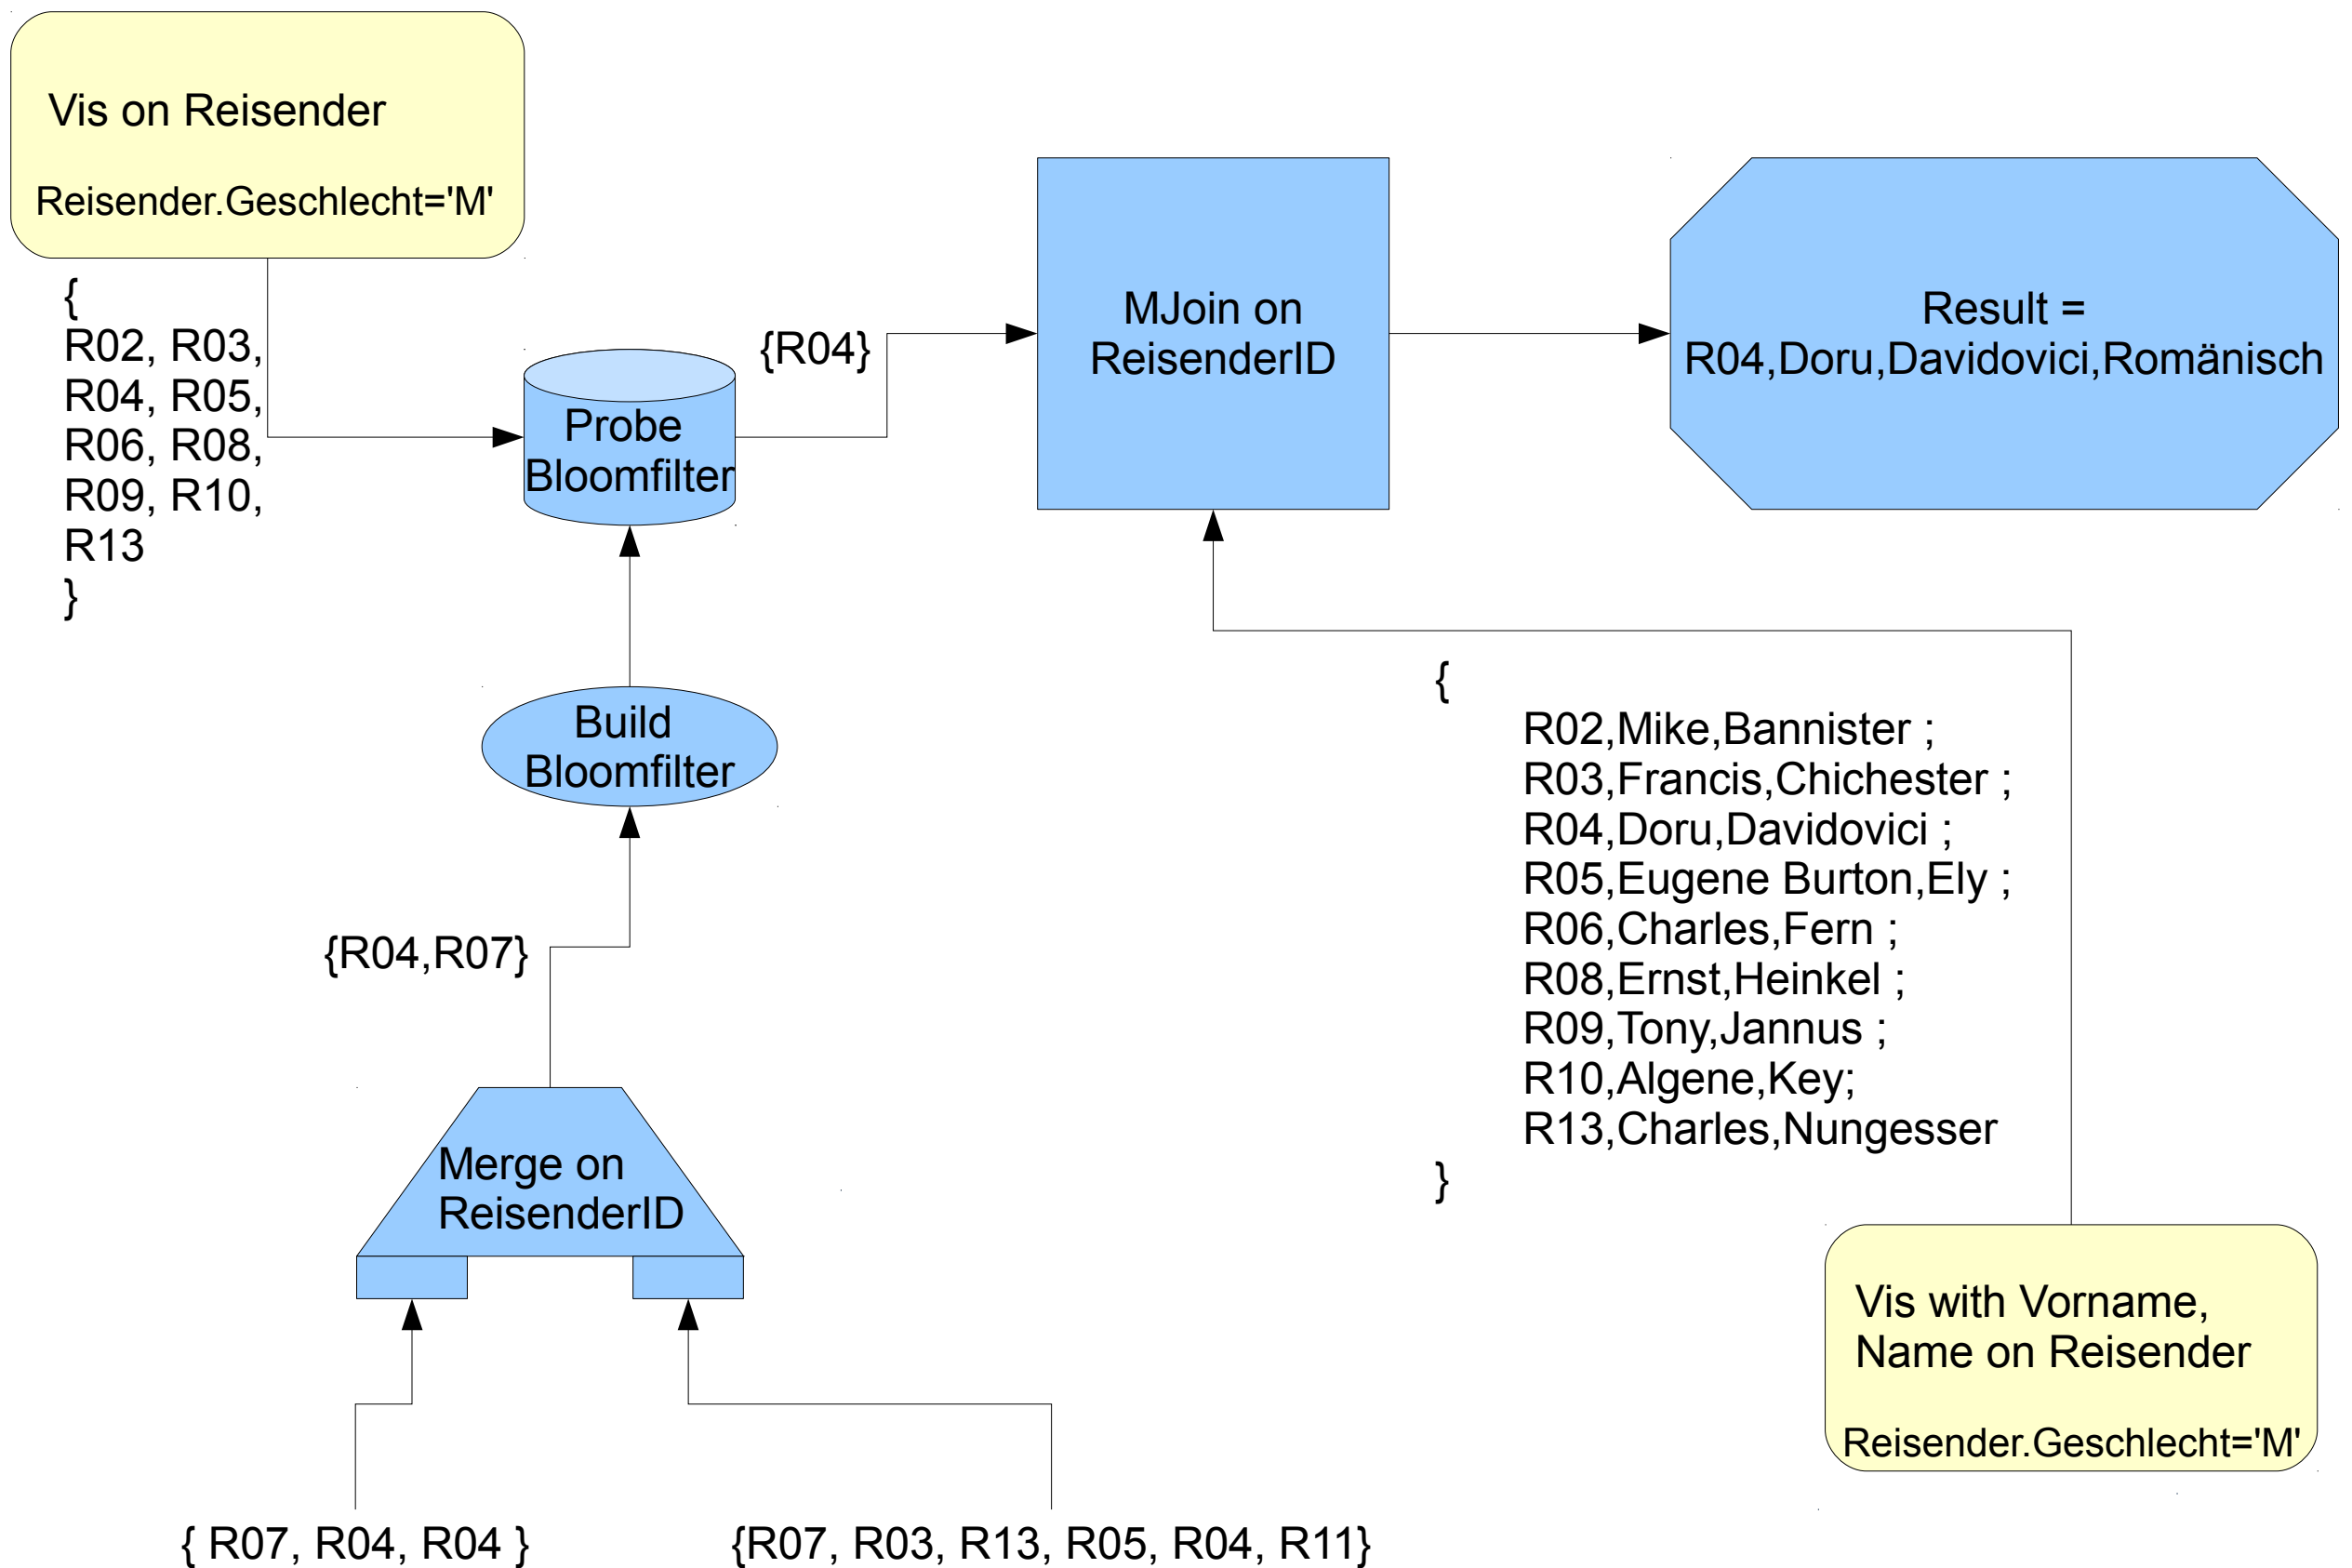 Vis on Reisender
Reisender.Geschlecht='M'
{
R02, R03,
R04, R05,
R06, R08,
R09, R10,
R13
}
Probe
Bloomfilter
{R04}
MJoin on
ReisenderID
Result =
R04,Doru,Davidovici,Romänisch
Build
Bloomfilter
{R04,R07}
Merge on
ReisenderID
{ R07, R04, R04 }
{R07, R03, R13, R05, R04, R11}
{
R02,Mike,Bannister ;
R03,Francis,Chichester ;
R04,Doru,Davidovici ;
R05,Eugene Burton,Ely ;
R06,Charles,Fern ;
R08,Ernst,Heinkel ;
R09,Tony,Jannus ;
R10,Algene,Key;
R13,Charles,Nungesser
}
Vis with Vorname,
Name on Reisender
Reisender.Geschlecht='M'